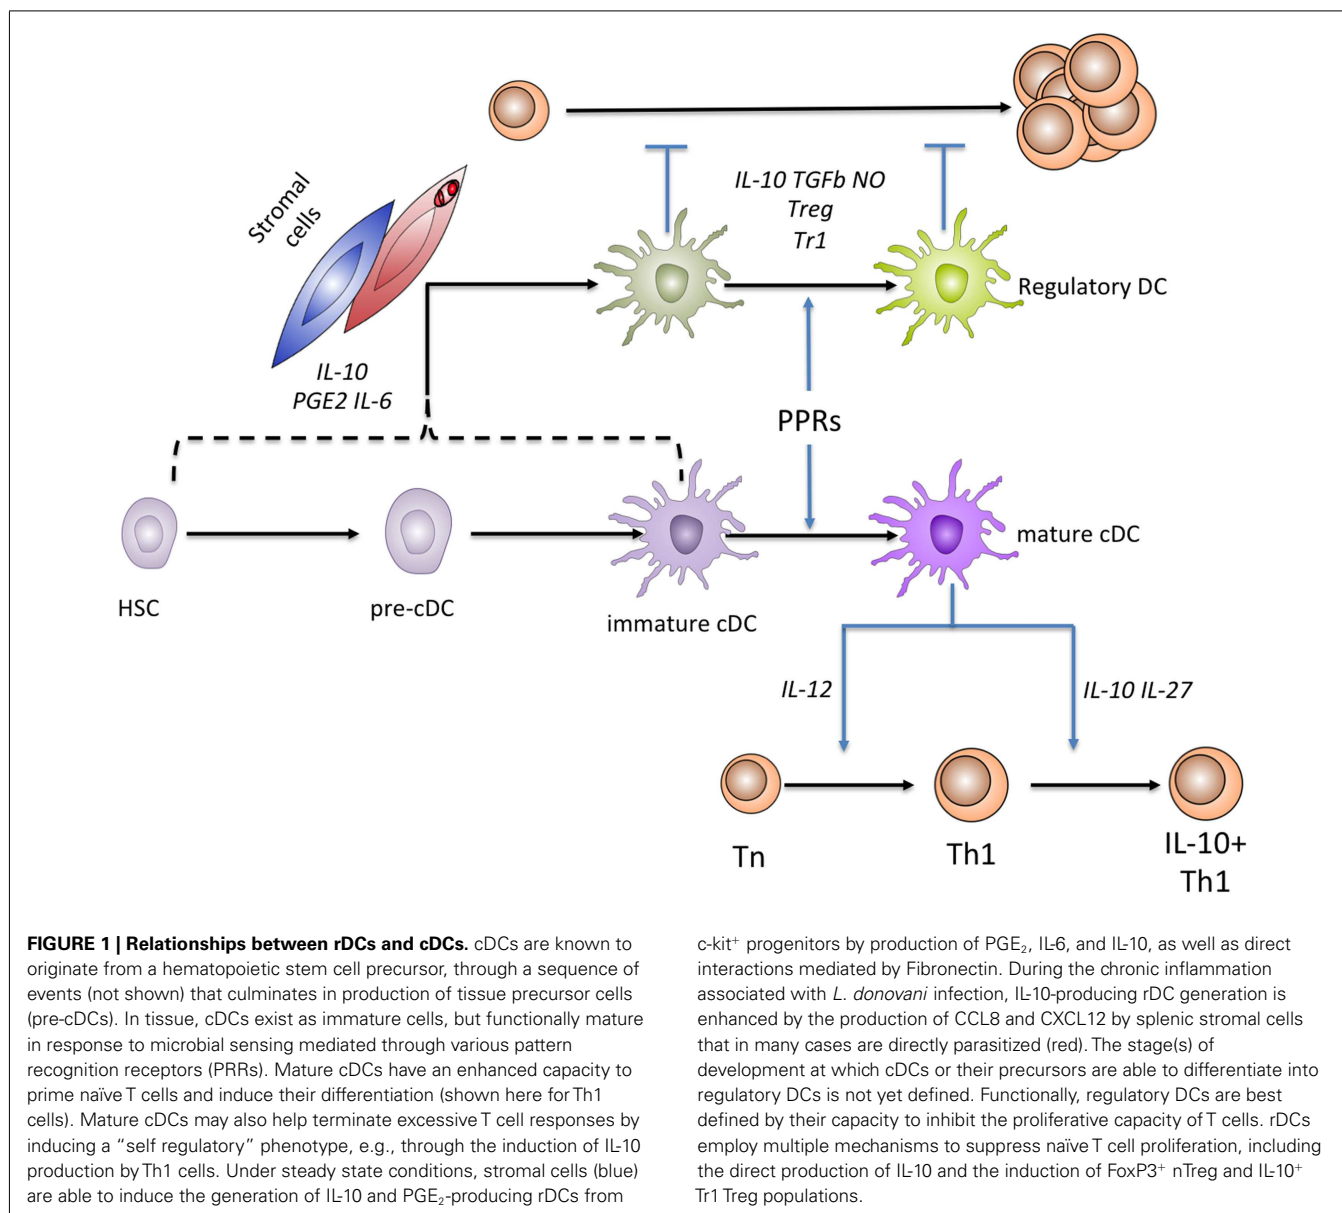 Stromal
cells
IL-10 TGFb NO
Treg
Tr1
Regulatory DC
IL-10
PGE2 IL-6
PPRs
HSC
pre-cDC
immature cDC
mature cDC
IL-12
IL-10 IL-27
Tn
Th1
IL-10+
Th1
FIGURE 1 | Relationships between rDCs and cDCs. cDCs are known to
originate from a hematopoietic stem cell precursor, through a sequence of
events (not shown) that culminates in production of tissue precursor cells
(pre-cDCs). In tissue, cDCs exist as immature cells, but functionally mature
in response to microbial sensing mediated through various pattern
recognition receptors (PRRs). Mature cDCs have an enhanced capacity to
prime naïve T cells and induce their differentiation (shown here for Th1
cells). Mature cDCs may also help terminate excessive T cell responses by
inducing a “self regulatory” phenotype, e.g., through the induction of IL-10
production by Th1 cells. Under steady state conditions, stromal cells (blue)
are able to induce the generation of IL-10 and PGE₂-producing rDCs from
c-kit⁺ progenitors by production of PGE₂, IL-6, and IL-10, as well as direct
interactions mediated by Fibronectin. During the chronic inflammation
associated with L. donovani infection, IL-10-producing rDC generation is
enhanced by the production of CCL8 and CXCL12 by splenic stromal cells
that in many cases are directly parasitized (red). The stage(s) of
development at which cDCs or their precursors are able to differentiate into
regulatory DCs is not yet defined. Functionally, regulatory DCs are best
defined by their capacity to inhibit the proliferative capacity of T cells. rDCs
employ multiple mechanisms to suppress naïve T cell proliferation, including
the direct production of IL-10 and the induction of FoxP3⁺ nTreg and IL-10⁺
Tr1 Treg populations.